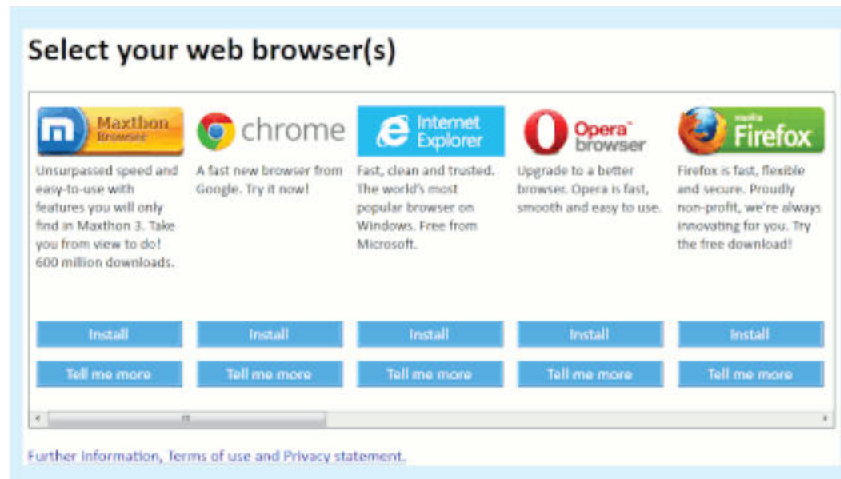 Select your web browser(s)
Maxthon
Browser
chrome
Internet
Explorer
Opera™
browser
mozilla
Firefox
Unsurpassed speed and
easy-to-use with
features you will only
find in Maxthon 3. Take
you from view to do!
600 million downloads.
A fast new browser from
Google. Try it now!
Fast, clean and trusted.
The world's most
popular browser on
Windows. Free from
Microsoft.
Upgrade to a better
browser. Opera is fast,
smooth and easy to use.
Firefox is fast, flexible
and secure. Proudly
non-profit, we're always
innovating for you. Try
the free download!
Install
Install
Install
Install
Install
Tell me more
Tell me more
Tell me more
Tell me more
Tell me more
Further Information, Terms of use and Privacy statement.